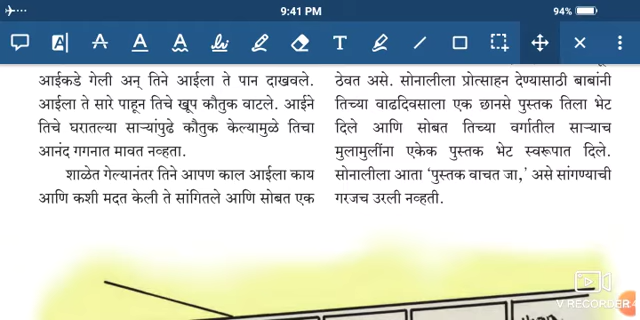 9:41 PM
94%
T
आईकडे गेली अन् तिने आईला ते पान दाखवले.
आईला ते सारे पाहून तिचे खूप कौतुक वाटले. आईने
तिचे घरातल्या साऱ्यांपुढे कौतुक केल्यामुळे तिचा
आनंद गगनात मावत नव्हता.
शाळेत गेल्यानंतर तिने आपण काल आईला काय
आणि कशी मदत केली ते सांगितले आणि सोबत एक
ठेवत असे. सोनालीला प्रोत्साहन देण्यासाठी बाबांनी
तिच्या वाढदिवसाला एक छानसे पुस्तक तिला भेट
दिले आणि सोबत तिच्या वर्गातील साऱ्याच
मुलामुलींना एकेक पुस्तक भेट स्वरूपात दिले.
सोनालीला आता ‘पुस्तक वाचत जा,’ असे सांगण्याची
गरजच उरली नव्हती.
V RECORDER